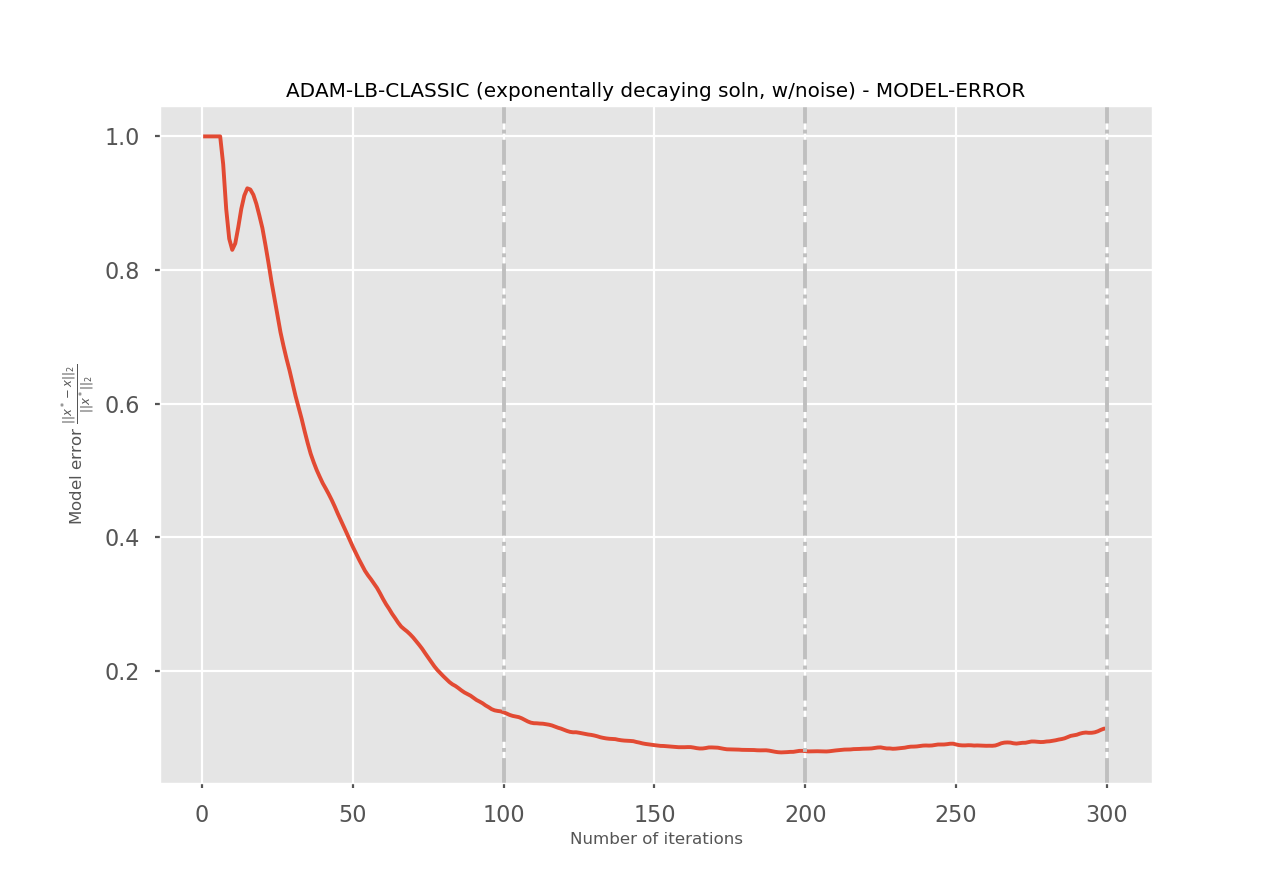 ADAM-LB-CLASSIC (exponentally decaying soln, w/noise) - MODEL-ERROR
1.0
0.8
0.6
0.4
0.2
Model error ||x* − x||₂ / ||x*||₂
0 50 100 150 200 250 300
Number of iterations